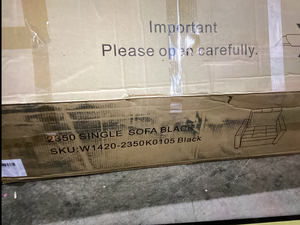 Important
Please open carefully.
2350 SINGLE SOFA BLACK
SKU:W1420-2350K0105 Black